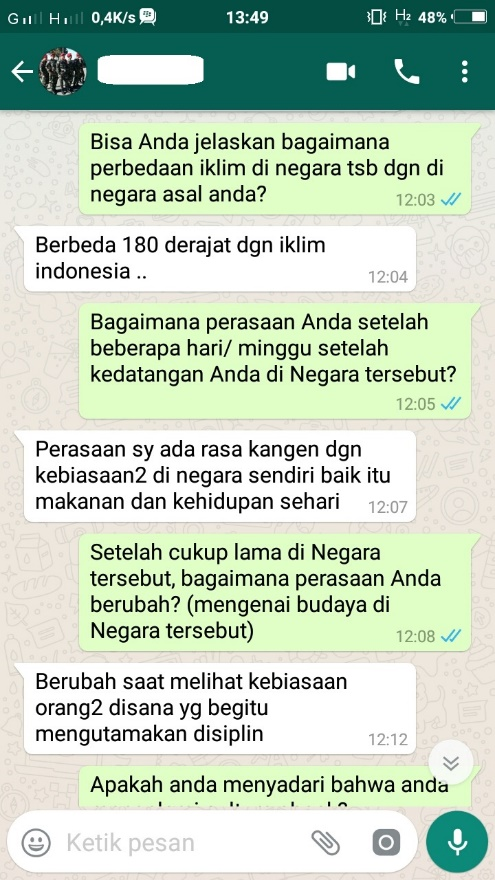 0,4K/s 13:49 H2 48%
Bisa Anda jelaskan bagaimana
perbedaan iklim di negara tsb dgn di
negara asal anda?
12:03
Berbeda 180 derajat dgn iklim
indonesia ..
12:04
Bagaimana perasaan Anda setelah
beberapa hari/ minggu setelah
kedatangan Anda di Negara tersebut?
12:05
Perasaan sy ada rasa kangen dgn
kebiasaan2 di negara sendiri baik itu
makanan dan kehidupan sehari
12:07
Setelah cukup lama di Negara
tersebut, bagaimana perasaan Anda
berubah? (mengenai budaya di
Negara tersebut)
12:08
Berubah saat melihat kebiasaan
orang2 disana yg begitu
mengutamakan disiplin
12:12
Apakah anda menyadari bahwa anda
Ketik pesan